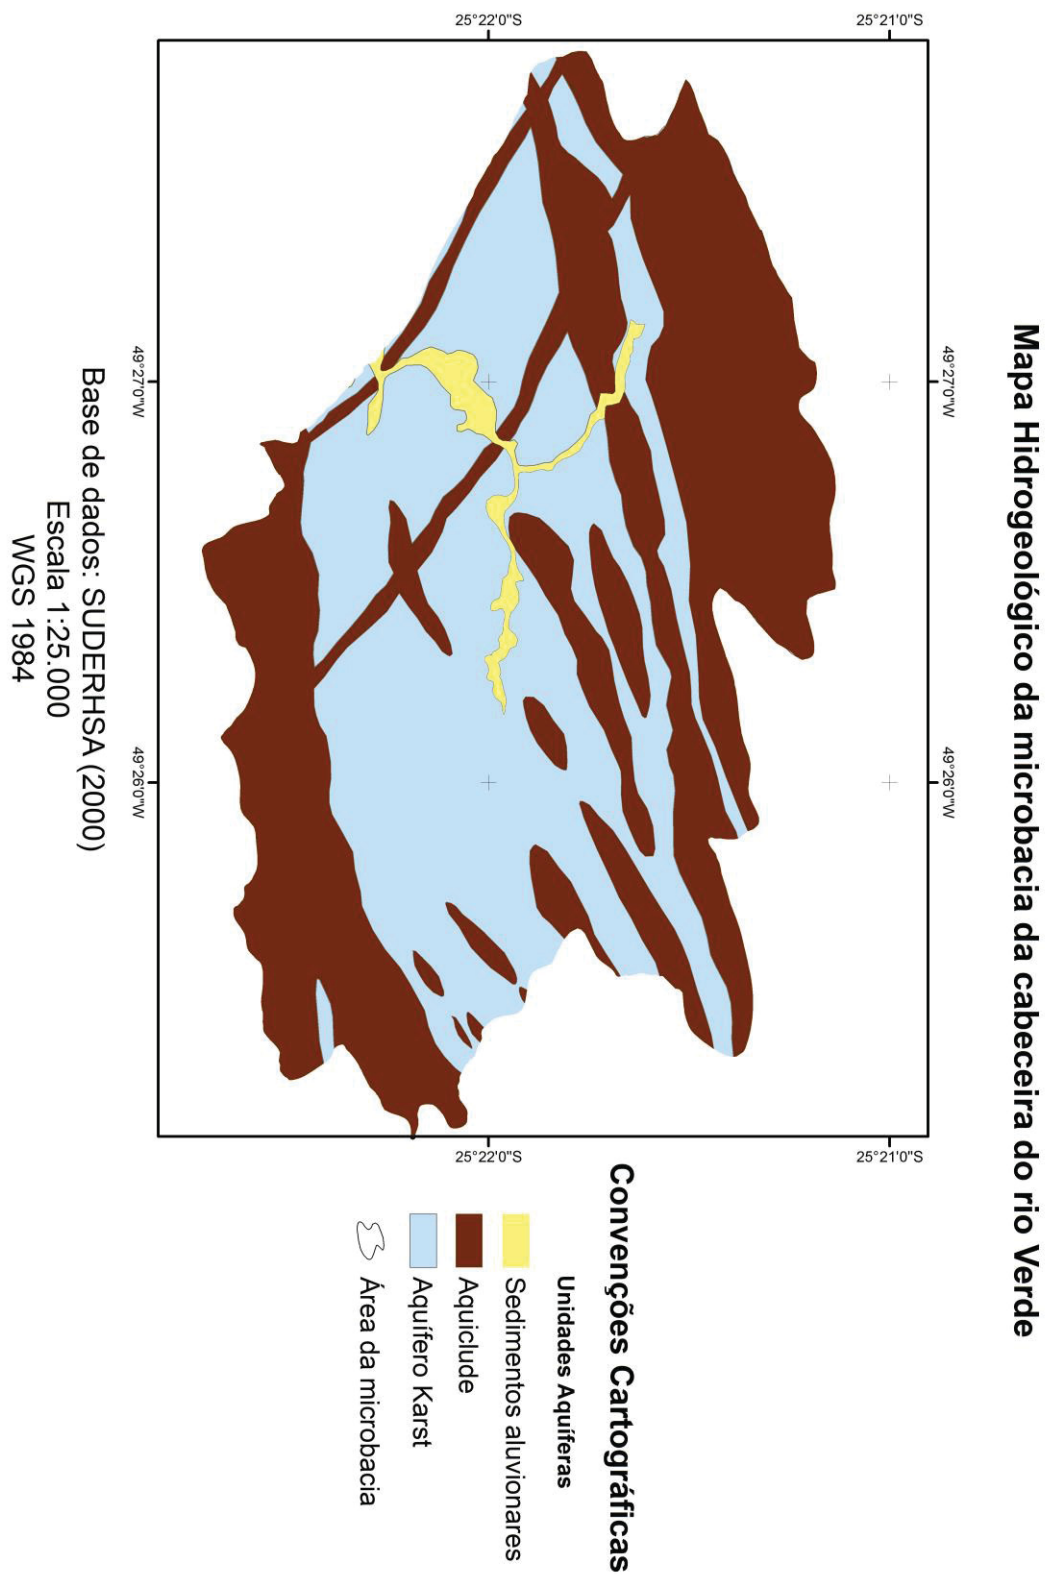 Mapa Hidrogeológico da microbacia da cabeceira do rio Verde
49°27'0"W
49°26'0"W
25°21'0"S
25°21'0"S
25°22'0"S
25°22'0"S
49°27'0"W
49°26'0"W
Base de dados: SUDERHSA (2000)
Escala 1:25.000
WGS 1984
Convenções Cartográficas
Unidades Aquíferas
Sedimentos aluvionares
Aquiclude
Aquífero Karst
Área da microbacia